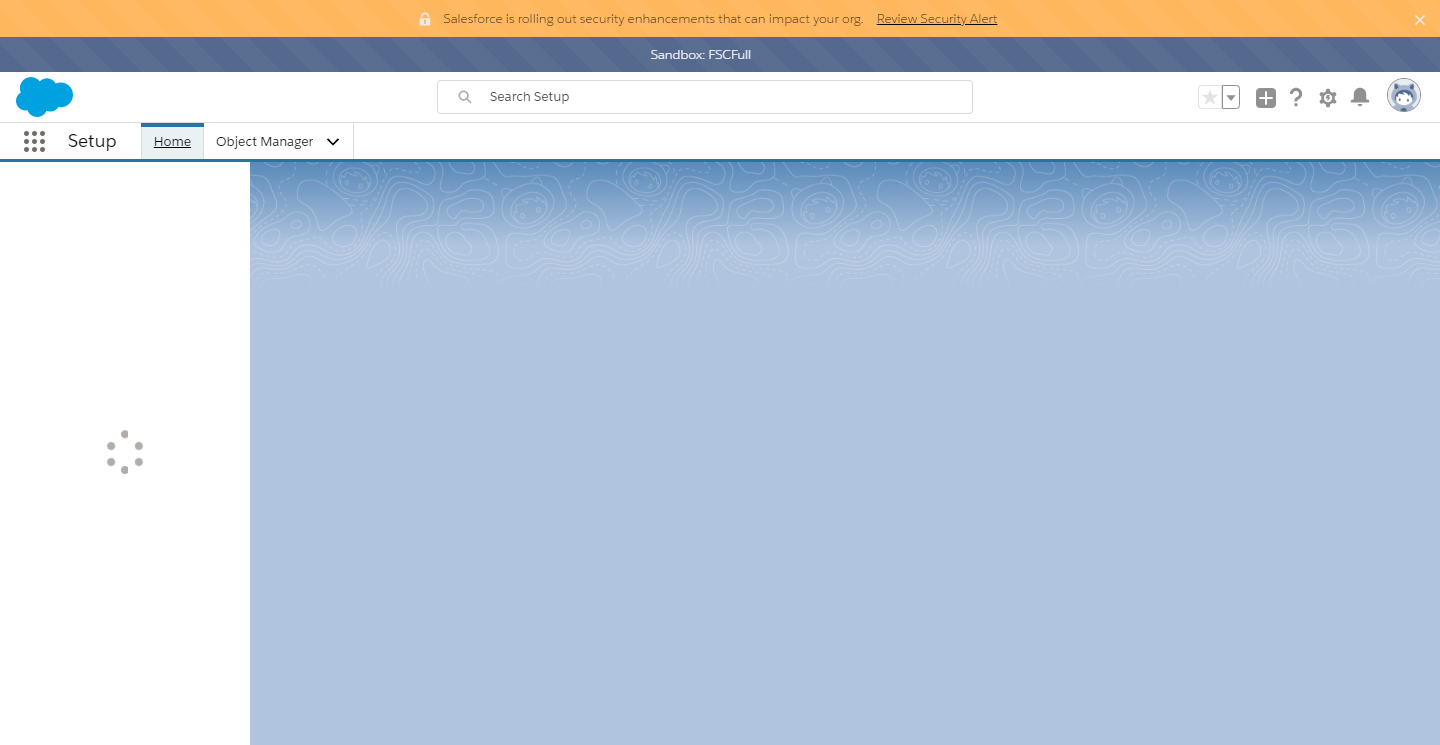 Salesforce is rolling out security enhancements that can impact your org. Review Security Alert
Sandbox: FSCFull
Search Setup
Setup
Home
Object Manager